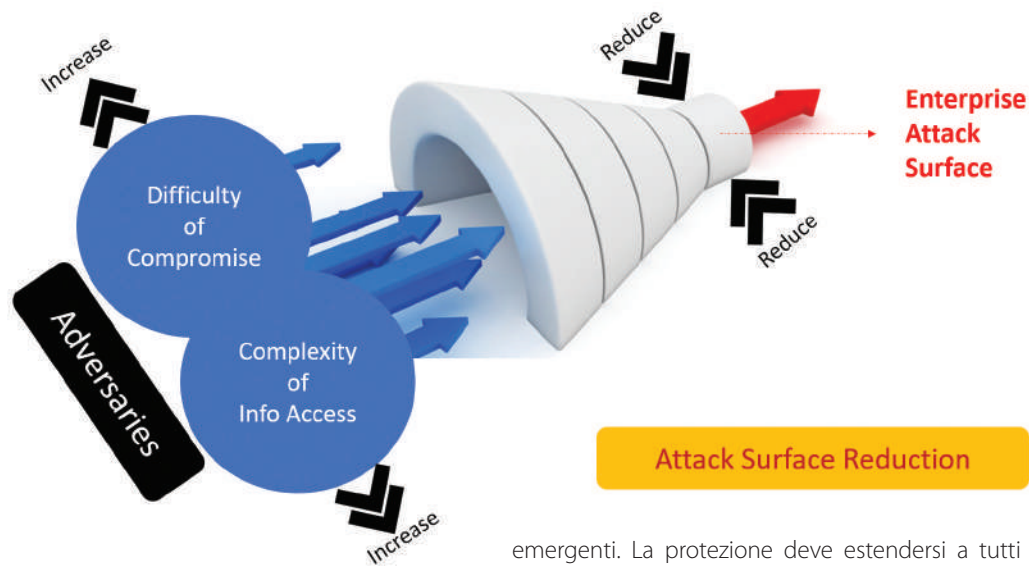 Increase
Reduce
Enterprise
Attack
Surface
Difficulty
of
Compromise
Reduce
Adversaries
Complexity
of
Info Access
Attack Surface Reduction
Increase
emergenti. La protezione deve estendersi a tutti